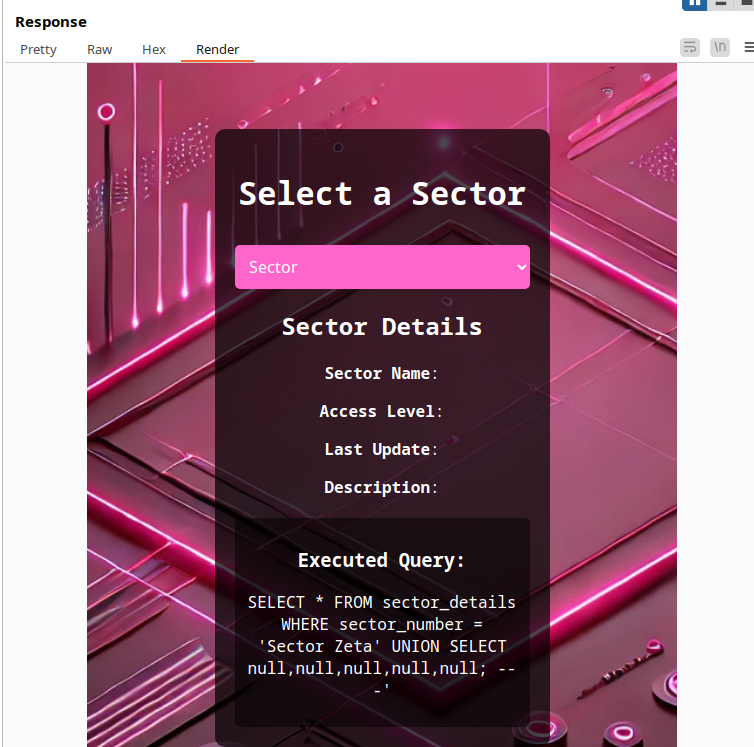 Response
Pretty Raw Hex Render \n
Select a Sector
Sector
Sector Details
Sector Name:
Access Level:
Last Update:
Description:
Executed Query:
SELECT * FROM sector_details
WHERE sector_number =
'Sector Zeta' UNION SELECT
null,null,null,null,null; --
-'